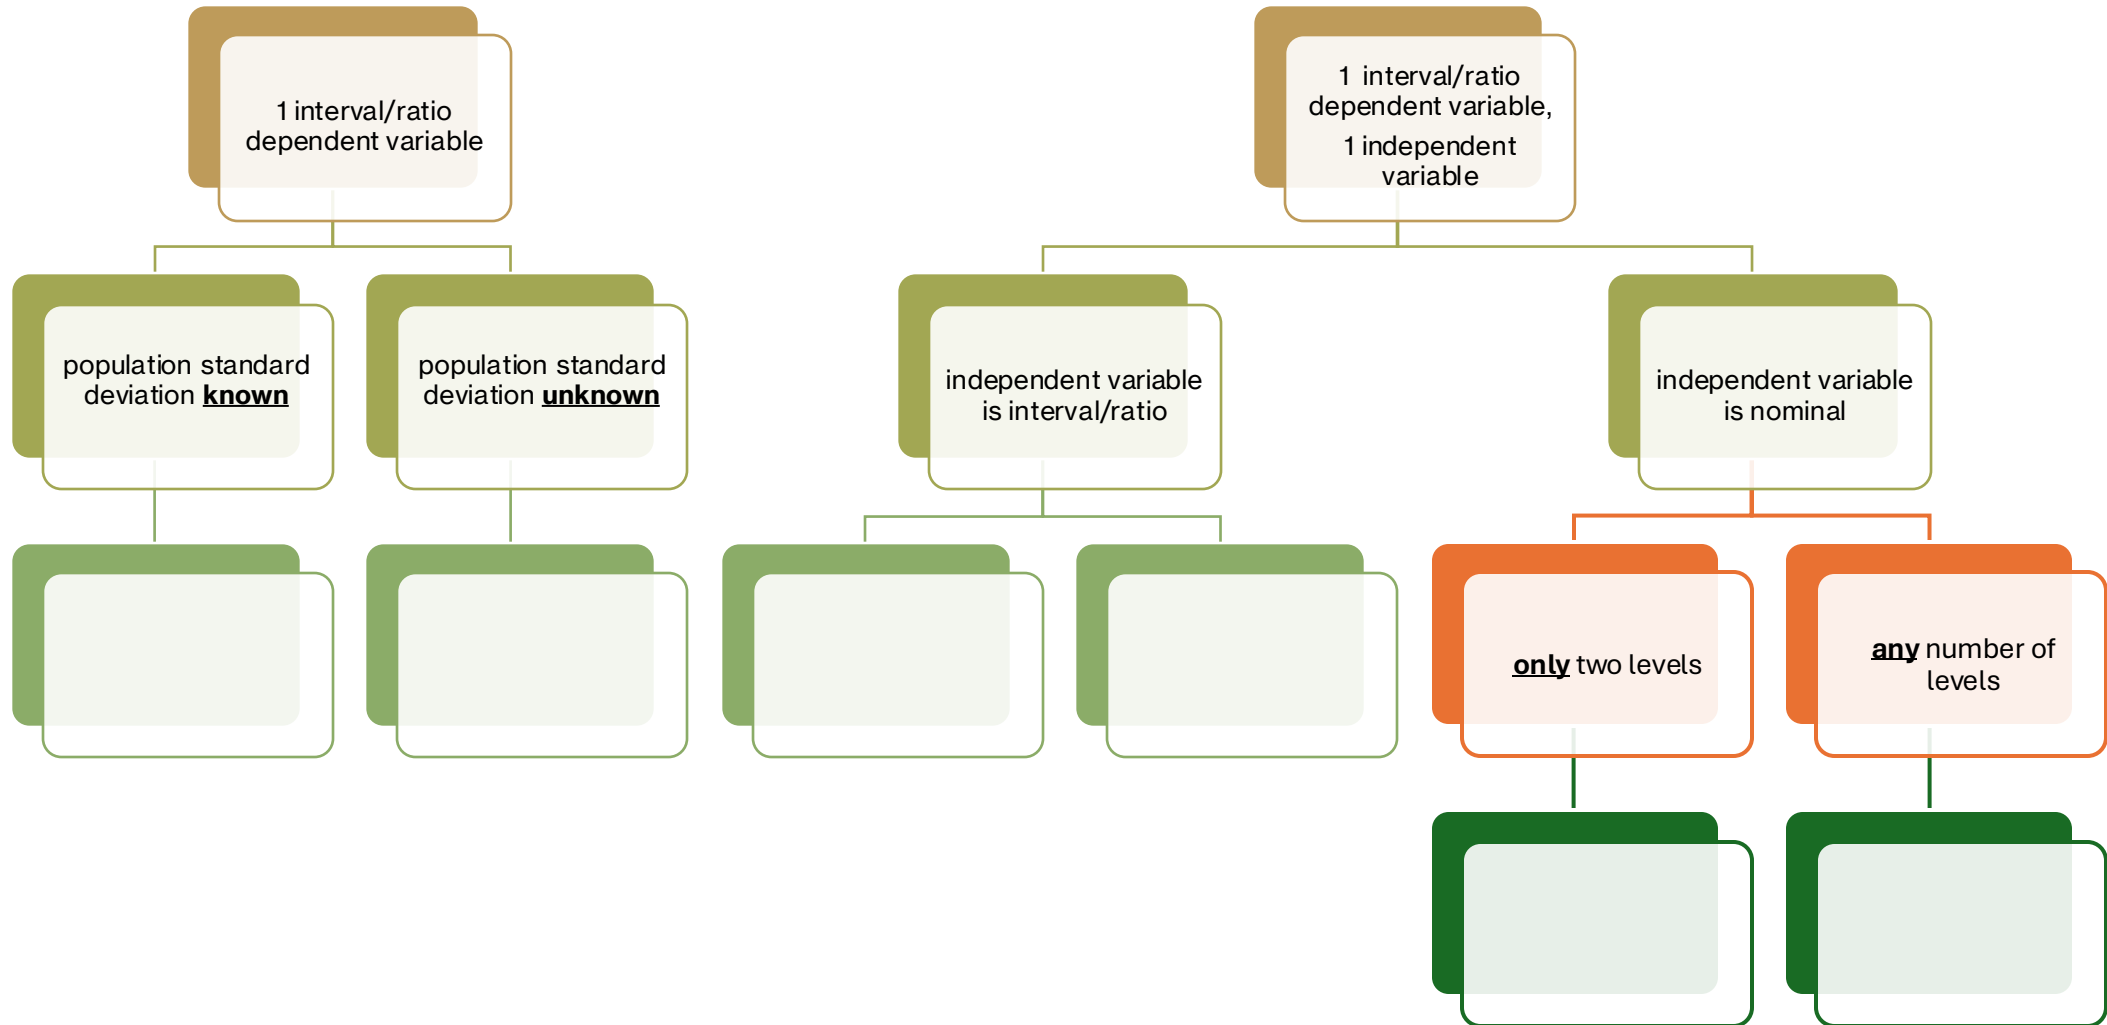 1 interval/ratio
dependent variable
1 interval/ratio
dependent variable,
1 independent
variable
population standard
deviation known
population standard
deviation unknown
independent variable
is interval/ratio
independent variable
is nominal
only two levels
any number of
levels